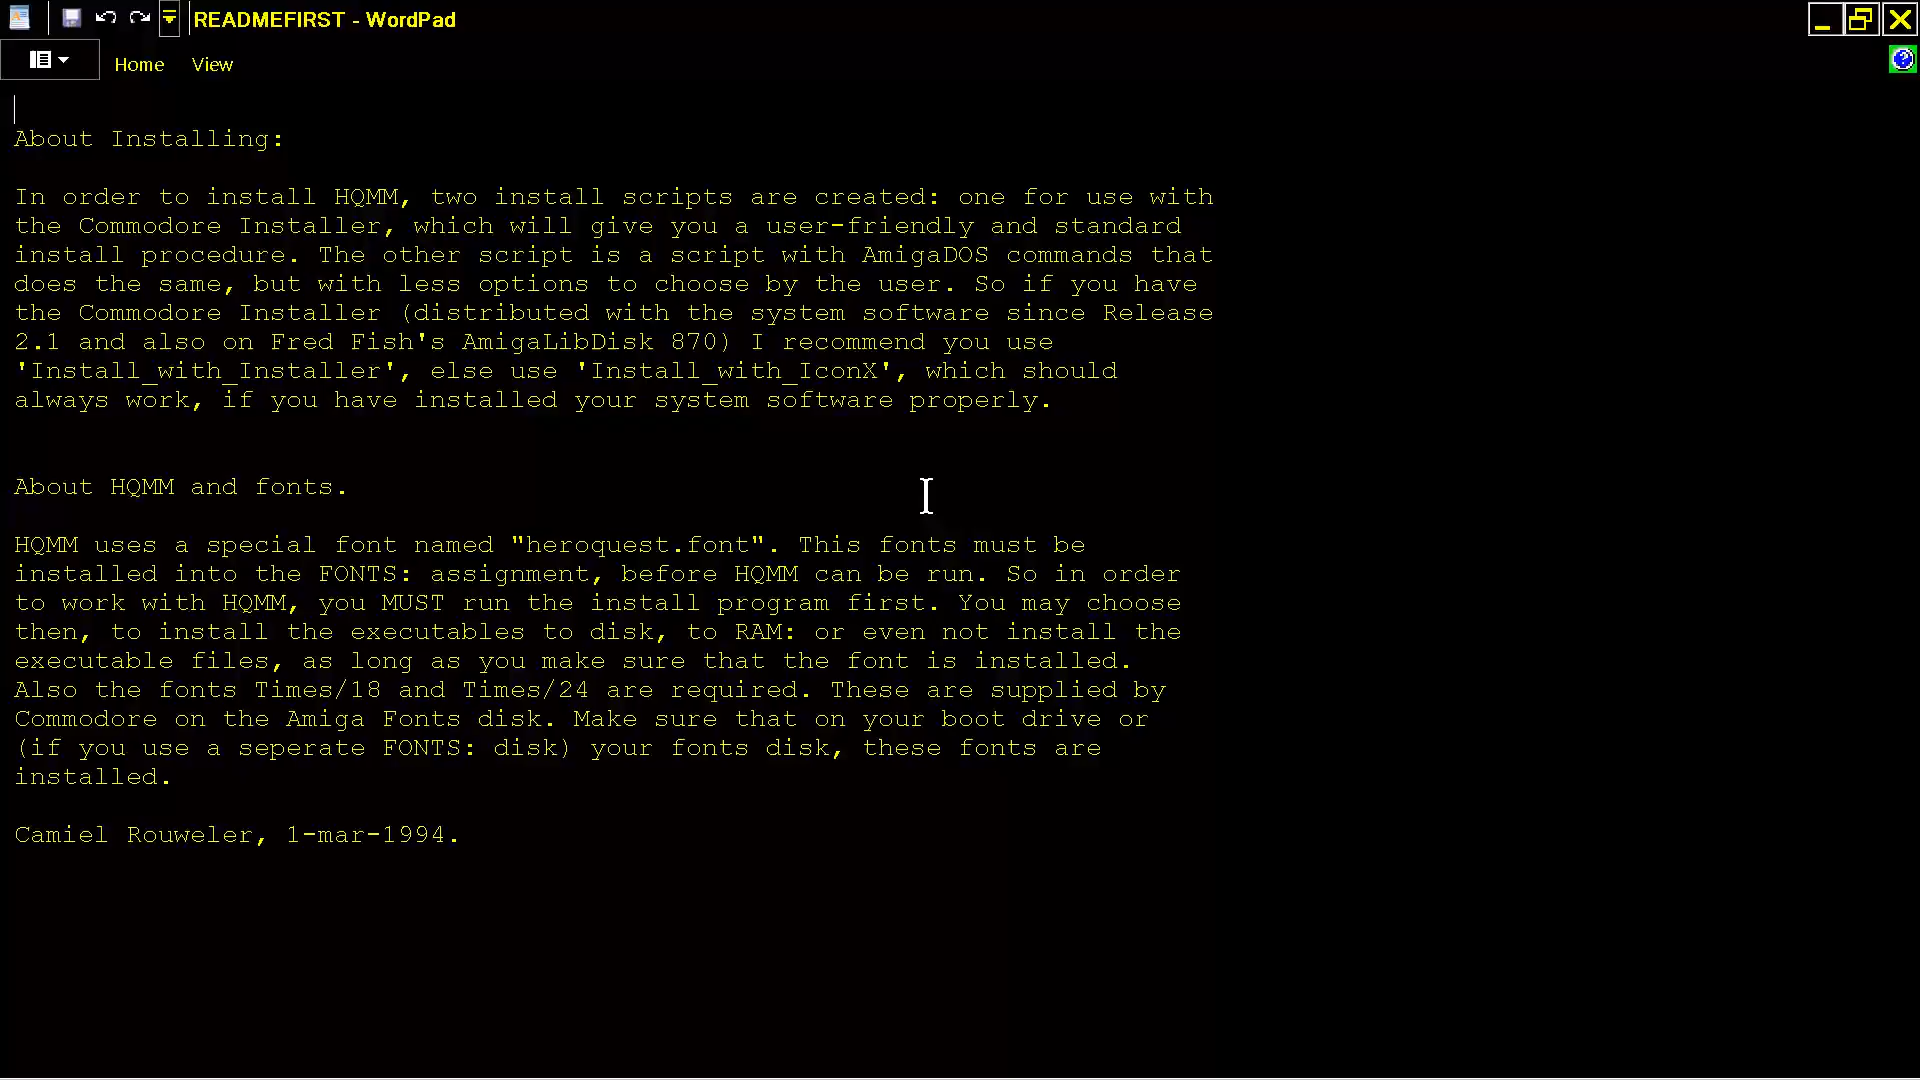 READMEFIRST - WordPad
Home View
About Installing:
In order to install HQMM, two install scripts are created: one for use with
the Commodore Installer, which will give you a user-friendly and standard
install procedure. The other script is a script with AmigaDOS commands that
does the same, but with less options to choose by the user. So if you have
the Commodore Installer (distributed with the system software since Release
2.1 and also on Fred Fish's AmigaLibDisk 870) I recommend you use
'Install_with_Installer', else use 'Install_with_IconX', which should
always work, if you have installed your system software properly.
About HQMM and fonts.
HQMM uses a special font named "heroquest.font". This fonts must be
installed into the FONTS: assignment, before HQMM can be run. So in order
to work with HQMM, you MUST run the install program first. You may choose
then, to install the executables to disk, to RAM: or even not install the
executable files, as long as you make sure that the font is installed.
Also the fonts Times/18 and Times/24 are required. These are supplied by
Commodore on the Amiga Fonts disk. Make sure that on your boot drive or
(if you use a seperate FONTS: disk) your fonts disk, these fonts are
installed.
Camiel Rouweler, 1-mar-1994.